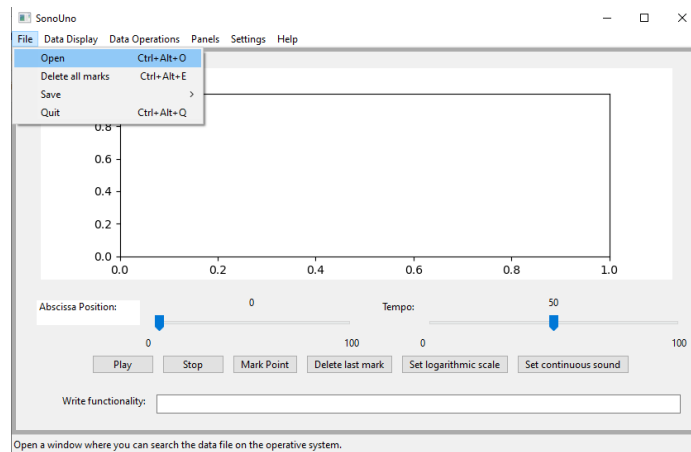 SonoUno
File Data Display Data Operations Panels Settings Help
Open Ctrl+Alt+O
Delete all marks Ctrl+Alt+E
Save
Quit Ctrl+Alt+Q
0.8
0.6
0.4
0.2
0.0
0.0 0.2 0.4 0.6 0.8 1.0
Abscissa Position: 0 Tempo: 50
0 100 0 100
Play Stop Mark Point Delete last mark Set logarithmic scale Set continuous sound
Write functionality:
Open a window where you can search the data file on the operative system.